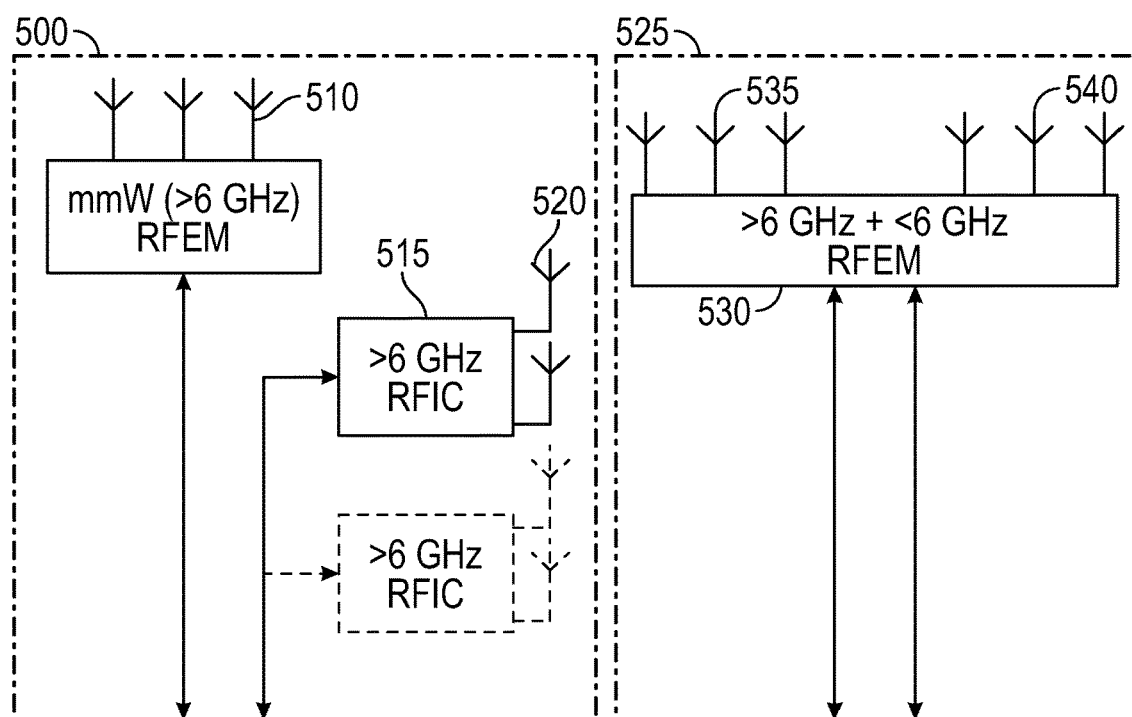 500
525
510
535
540
mmW (>6 GHz)
RFEM
520
>6 GHz + <6 GHz
RFEM
515
530
>6 GHz
RFIC
>6 GHz
RFIC